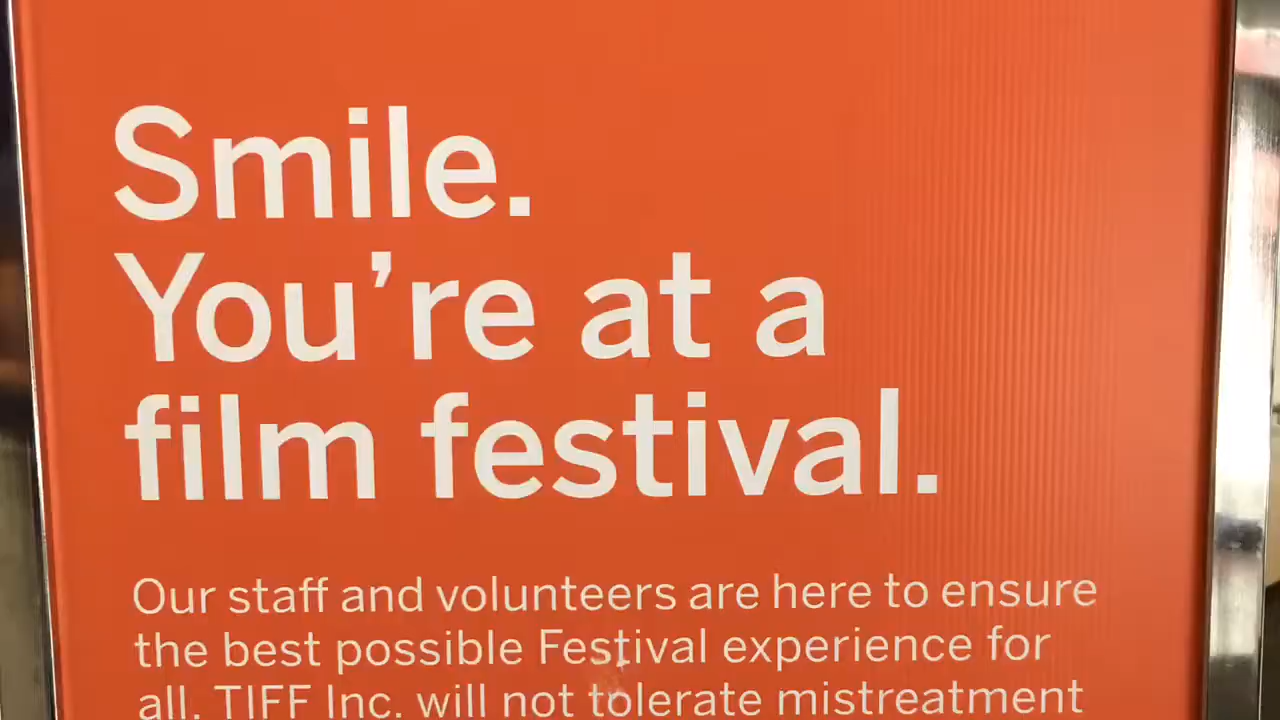 Smile.
You’re at a
film festival.
Our staff and volunteers are here to ensure
the best possible Festival experience for
all. TIFF Inc. will not tolerate mistreatment